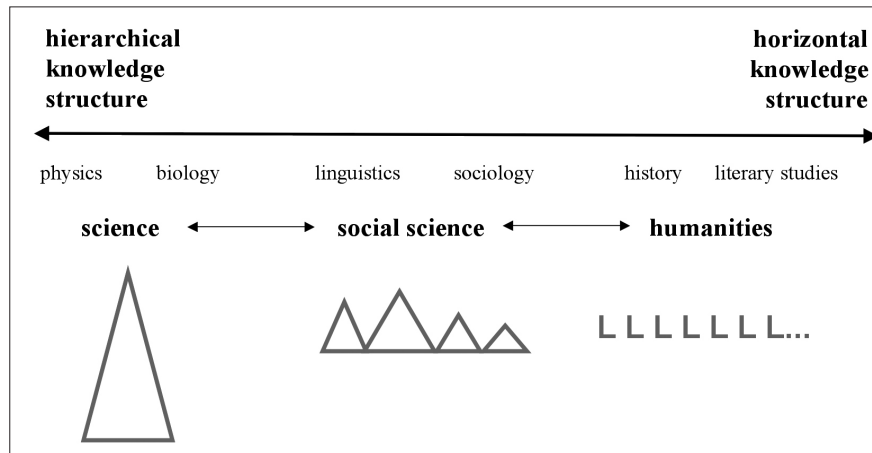 hierarchical horizontal
knowledge knowledge
structure structure
physics biology linguistics sociology history literary studies
science social science humanities
L L L L L L L...